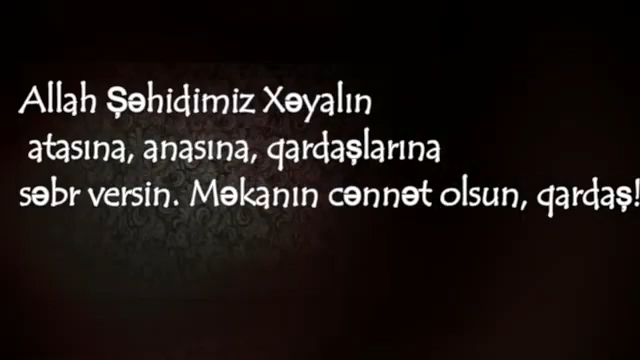 Allah Şəhidimiz Xəyalın
atasına, anasına, qardaşlarına
səbr versin. Məkanın cənnət olsun, qardaş!